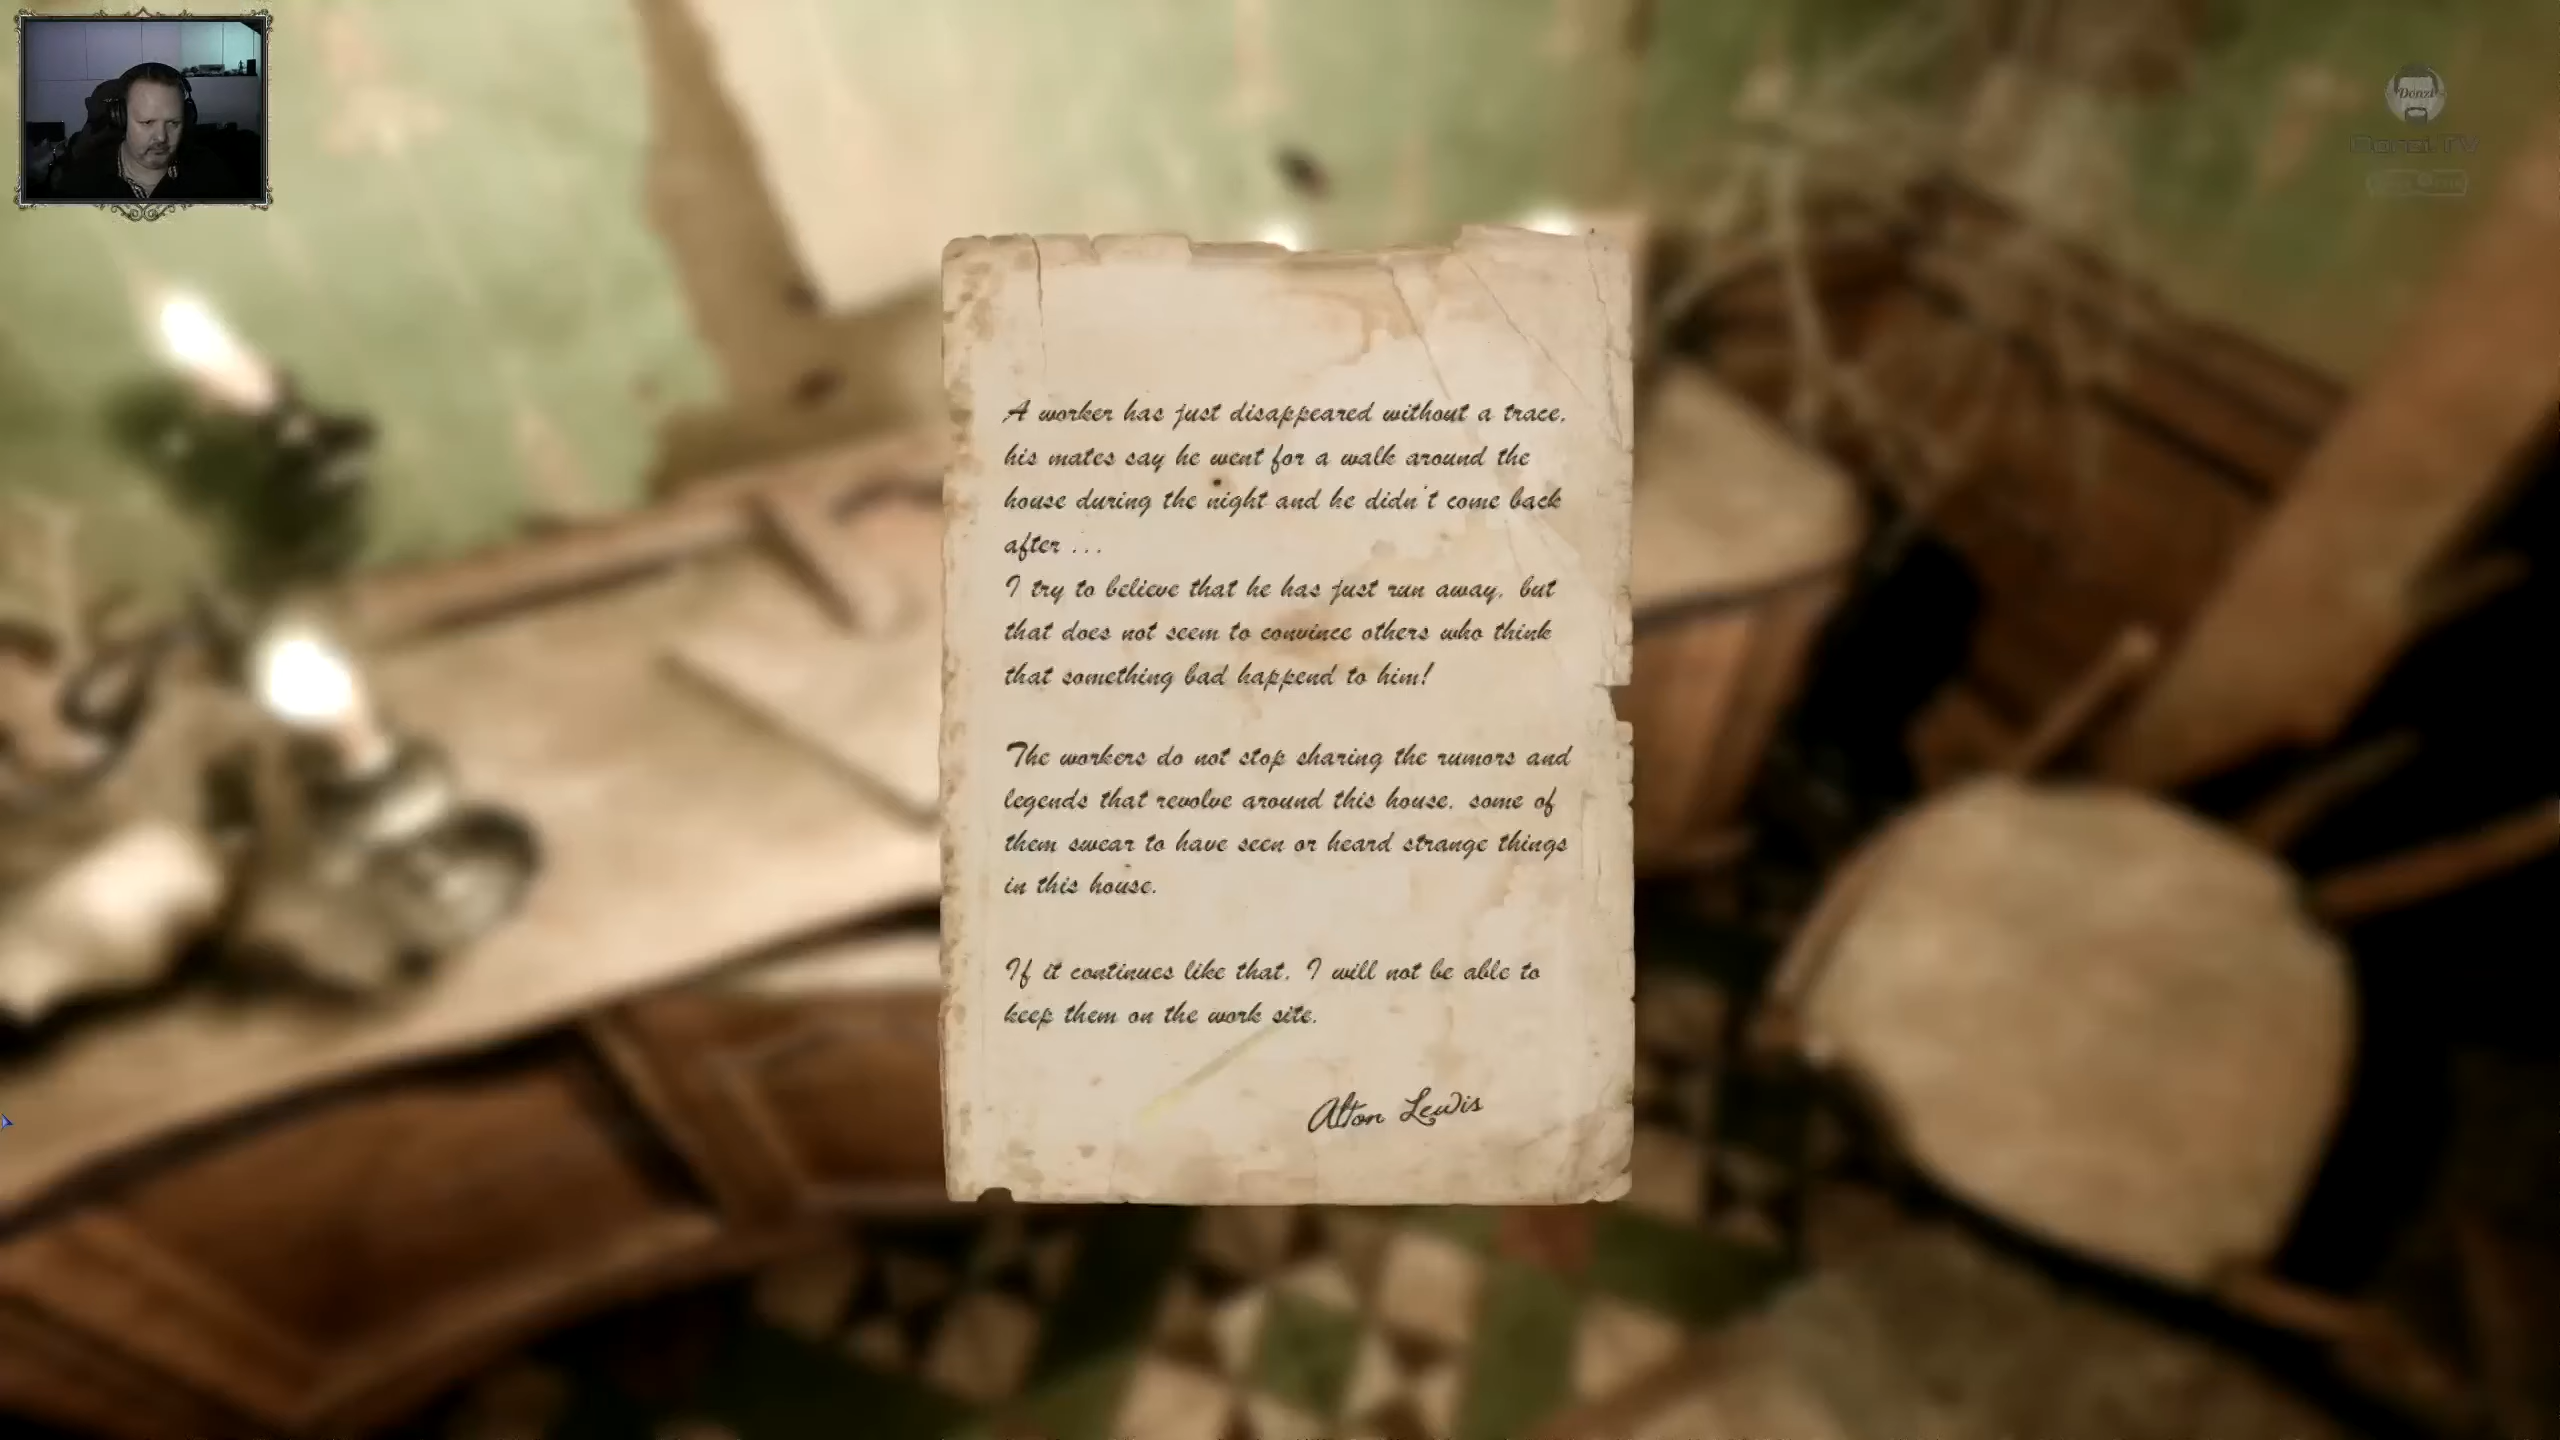 Donzi
Donzi TV
A worker has just disappeared without a trace,
his mates say he went for a walk around the
house during the night and he didn't come back
after ...
I try to believe that he has just run away, but
that does not seem to convince others who think
that something bad happend to him!
The workers do not stop sharing the rumors and
legends that revolve around this house, some of
them swear to have seen or heard strange things
in this house.
If it continues like that, I will not be able to
keep them on the work site.
Alton Lewis